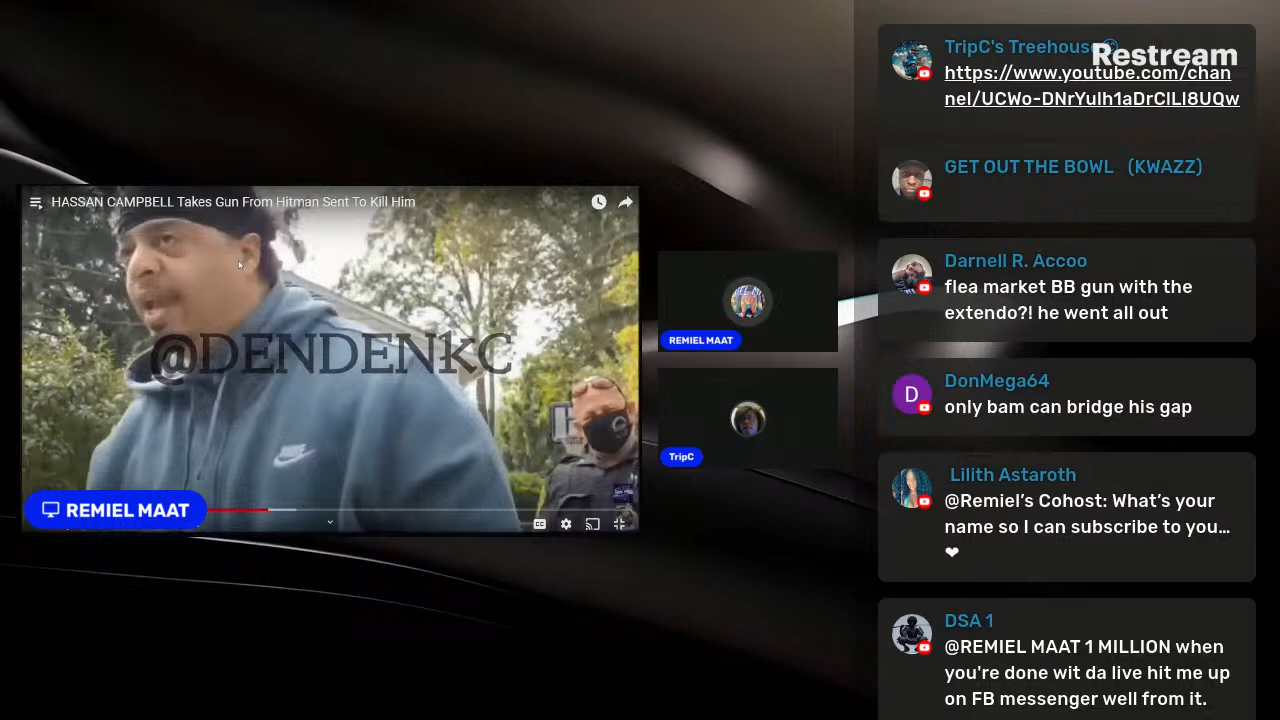 HASSAN CAMPBELL Takes Gun From Hitman Sent To Kill Him
@DENDENkC
REMIEL MAAT
REMIEL MAAT
TripC
Restream
TripC's Treehouse
https://www.youtube.com/chan
nel/UCWo-DNrYulh1aDrClLl8UQw
GET OUT THE BOWL (KWAZZ)
Darnell R. Accoo
flea market BB gun with the
extendo?! he went all out
D
DonMega64
only bam can bridge his gap
Lilith Astaroth
@Remiel’s Cohost: What’s your
name so I can subscribe to you…
❤
DSA 1
@REMIEL MAAT 1 MILLION when
you're done wit da live hit me up
on FB messenger well from it.